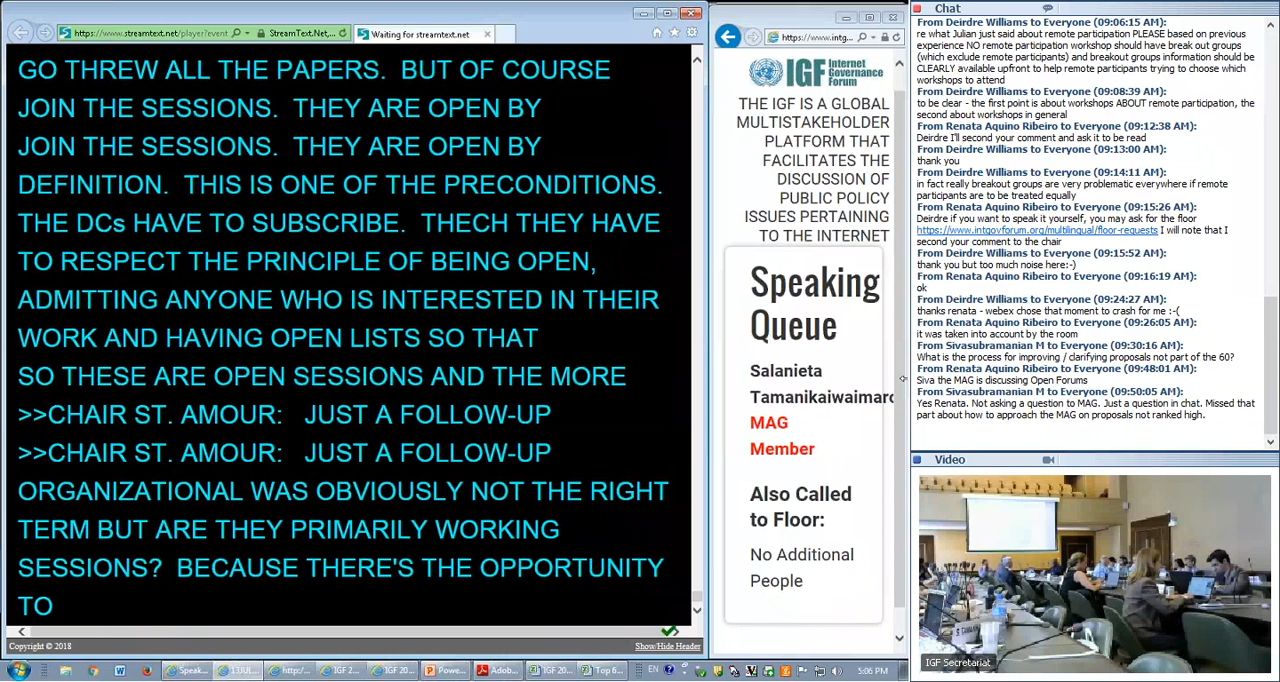 https://www.streamtext.net/player?event
StreamText.Net,...
Waiting for streamtext.net
GO THREW ALL THE PAPERS.  BUT OF COURSE
JOIN THE SESSIONS.  THEY ARE OPEN BY
JOIN THE SESSIONS.  THEY ARE OPEN BY
DEFINITION.  THIS IS ONE OF THE PRECONDITIONS.
THE DCs HAVE TO SUBSCRIBE.  THECH THEY HAVE
TO RESPECT THE PRINCIPLE OF BEING OPEN,
ADMITTING ANYONE WHO IS INTERESTED IN THEIR
WORK AND HAVING OPEN LISTS SO THAT
SO THESE ARE OPEN SESSIONS AND THE MORE
>>CHAIR ST. AMOUR:   JUST A FOLLOW-UP
>>CHAIR ST. AMOUR:   JUST A FOLLOW-UP
ORGANIZATIONAL WAS OBVIOUSLY NOT THE RIGHT
TERM BUT ARE THEY PRIMARILY WORKING
SESSIONS?  BECAUSE THERE'S THE OPPORTUNITY
TO
Copyright © 2018
Show/Hide Header
https://www.intg...
IGF Internet
Governance
Forum
THE IGF IS A GLOBAL
MULTISTAKEHOLDER
PLATFORM THAT
FACILITATES THE
DISCUSSION OF
PUBLIC POLICY
ISSUES PERTAINING
TO THE INTERNET
Speaking
Queue
Salanieta
Tamanikaiwaimaro
MAG
Member
Also Called
to Floor:
No Additional
People
Chat
From Deirdre Williams to Everyone (09:06:15 AM):
re what Julian just said about remote participation PLEASE based on previous
experience NO remote participation workshop should have break out groups
(which exclude remote participants) and breakout groups information should be
CLEARLY available upfront to help remote participants trying to choose which
workshops to attend
From Deirdre Williams to Everyone (09:08:39 AM):
to be clear - the first point is about workshops ABOUT remote participation, the
second about workshops in general
From Renata Aquino Ribeiro to Everyone (09:12:38 AM):
Deirdre I'll second your comment and ask it to be read
From Deirdre Williams to Everyone (09:13:00 AM):
thank you
From Deirdre Williams to Everyone (09:14:11 AM):
in fact really breakout groups are very problematic everywhere if remote
participants are to be treated equally
From Renata Aquino Ribeiro to Everyone (09:15:26 AM):
Deirdre if you want to speak it yourself, you may ask for the floor
https://www.intgovforum.org/multilingual/floor-requests I will note that I
second your comment to the chair
From Deirdre Williams to Everyone (09:15:52 AM):
thank you but too much noise here:-)
From Renata Aquino Ribeiro to Everyone (09:16:19 AM):
ok
From Deirdre Williams to Everyone (09:24:27 AM):
thanks renata - webex chose that moment to crash for me :-(
From Renata Aquino Ribeiro to Everyone (09:26:05 AM):
it was taken into account by the room
From Sivasubramanian M to Everyone (09:30:16 AM):
What is the process for improving / clarifying proposals not part of the 60?
From Renata Aquino Ribeiro to Everyone (09:48:01 AM):
Siva the MAG is discussing Open Forums
From Sivasubramanian M to Everyone (09:50:05 AM):
Yes Renata. Not asking a question to MAG. Just a question in chat. Missed that
part about how to approach the MAG on proposals not ranked high.
Video
IGF Secretariat
Speak...
13JUL...
http:/...
IGF 2...
IGF 20...
Powe...
Adob...
IGF 20...
Top 6...
EN
5:06 PM